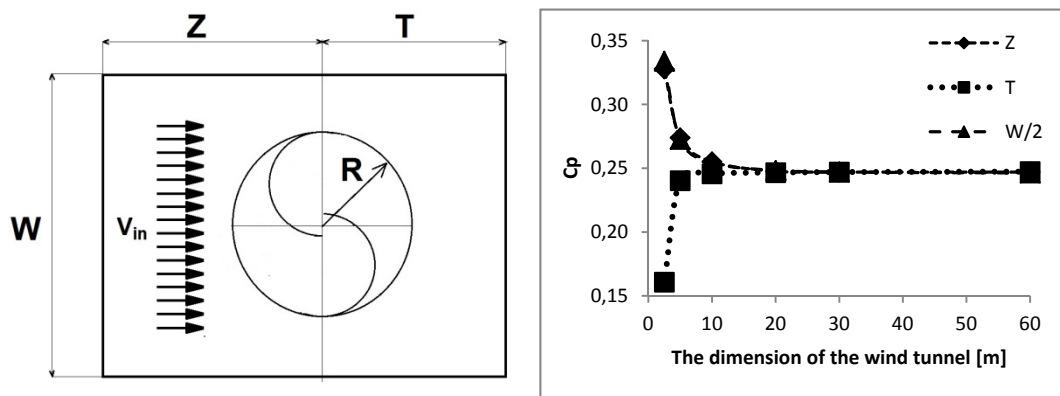 Z T
W
V_in
R
0,35
0,30
0,25
0,20
0,15
Cp
0 10 20 30 40 50 60
The dimension of the wind tunnel [m]
Z
T
W/2